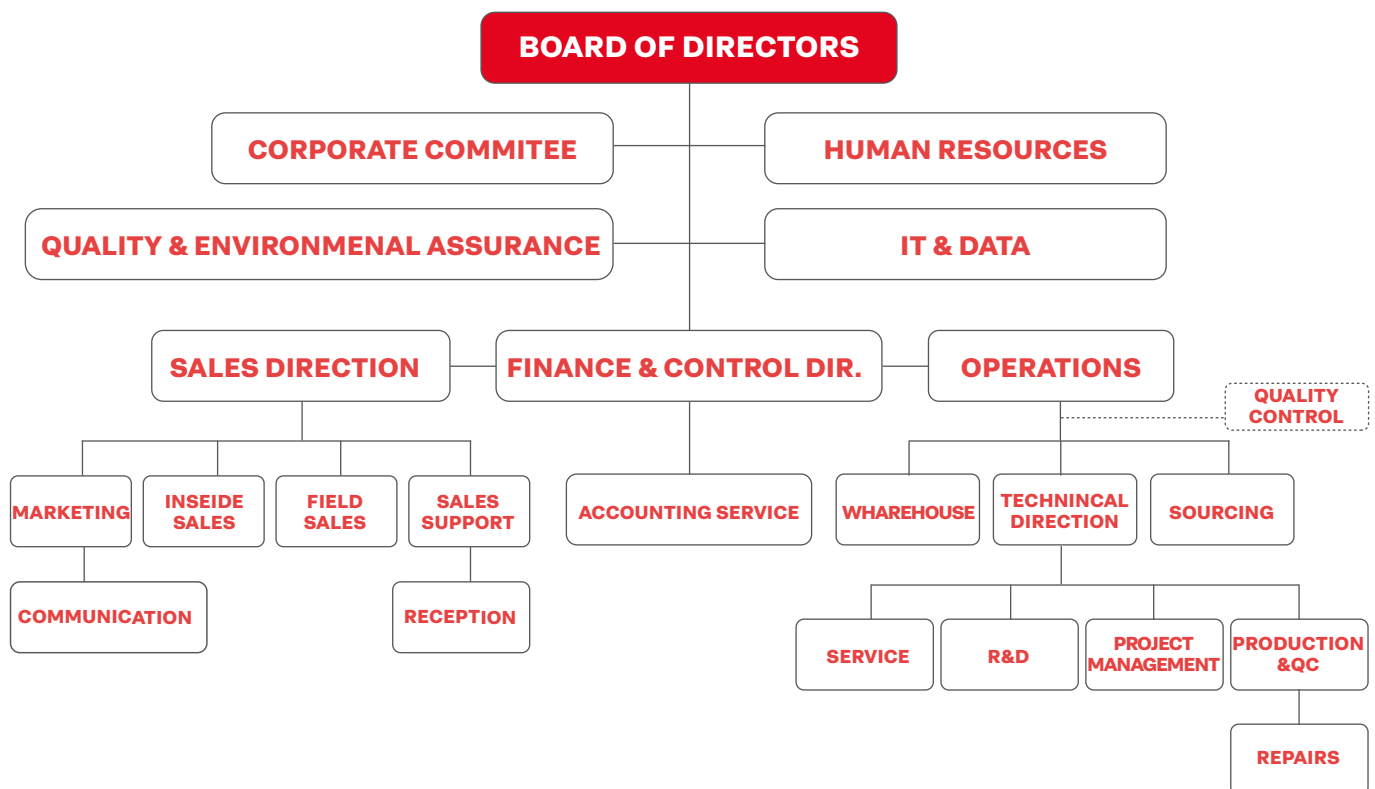 BOARD OF DIRECTORS
CORPORATE COMMITEE
HUMAN RESOURCES
QUALITY & ENVIRONMENAL ASSURANCE
IT & DATA
SALES DIRECTION
FINANCE & CONTROL DIR.
OPERATIONS
QUALITY
CONTROL
MARKETING
INSEIDE
SALES
FIELD
SALES
SALES
SUPPORT
ACCOUNTING SERVICE
WHAREHOUSE
TECHNINCAL
DIRECTION
SOURCING
COMMUNICATION
RECEPTION
SERVICE
R&D
PROJECT
MANAGEMENT
PRODUCTION
&QC
REPAIRS